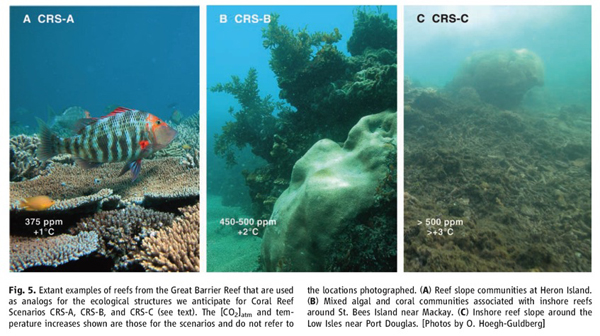 A CRS-A
375 ppm
+1°C
B CRS-B
450-500 ppm
+2°C
C CRS-C
> 500 ppm
>+3°C
Fig. 5. Extant examples of reefs from the Great Barrier Reef that are used
as analogs for the ecological structures we anticipate for Coral Reef
Scenarios CRS-A, CRS-B, and CRS-C (see text). The [CO2]atm and tem-
perature increases shown are those for the scenarios and do not refer to
the locations photographed. (A) Reef slope communities at Heron Island.
(B) Mixed algal and coral communities associated with inshore reefs
around St. Bees Island near Mackay. (C) Inshore reef slope around the
Low Isles near Port Douglas. [Photos by O. Hoegh-Guldberg]